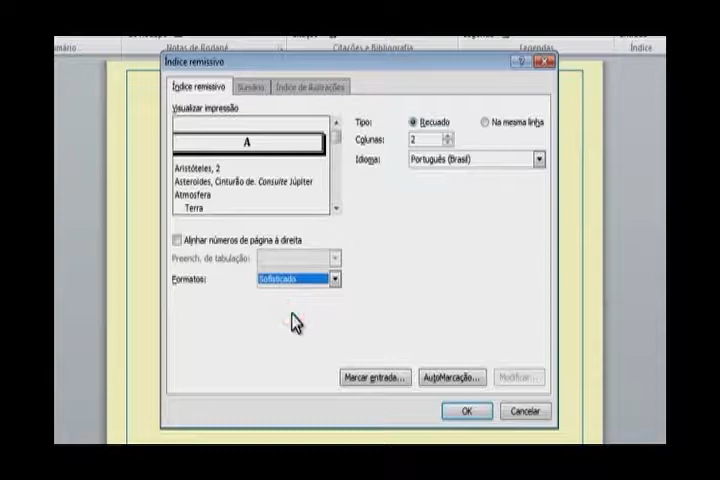 Notas de Rodapé
Citações e Bibliografia
Legendas
Índice
Índice remissivo
Índice remissivo
Sumário
Índice de ilustrações
Visualizar impressão
A
Aristóteles, 2
Asteroides, Cinturão de. Consulte Júpiter
Atmosfera
Terra
Tipo:
Recuado
Na mesma linha
Colunas:
2
Idioma:
Português (Brasil)
Alinhar números de página à direita
Preench. de tabulação:
Formatos:
Sofisticado
Marcar entrada...
AutoMarcação...
Modificar...
OK
Cancelar